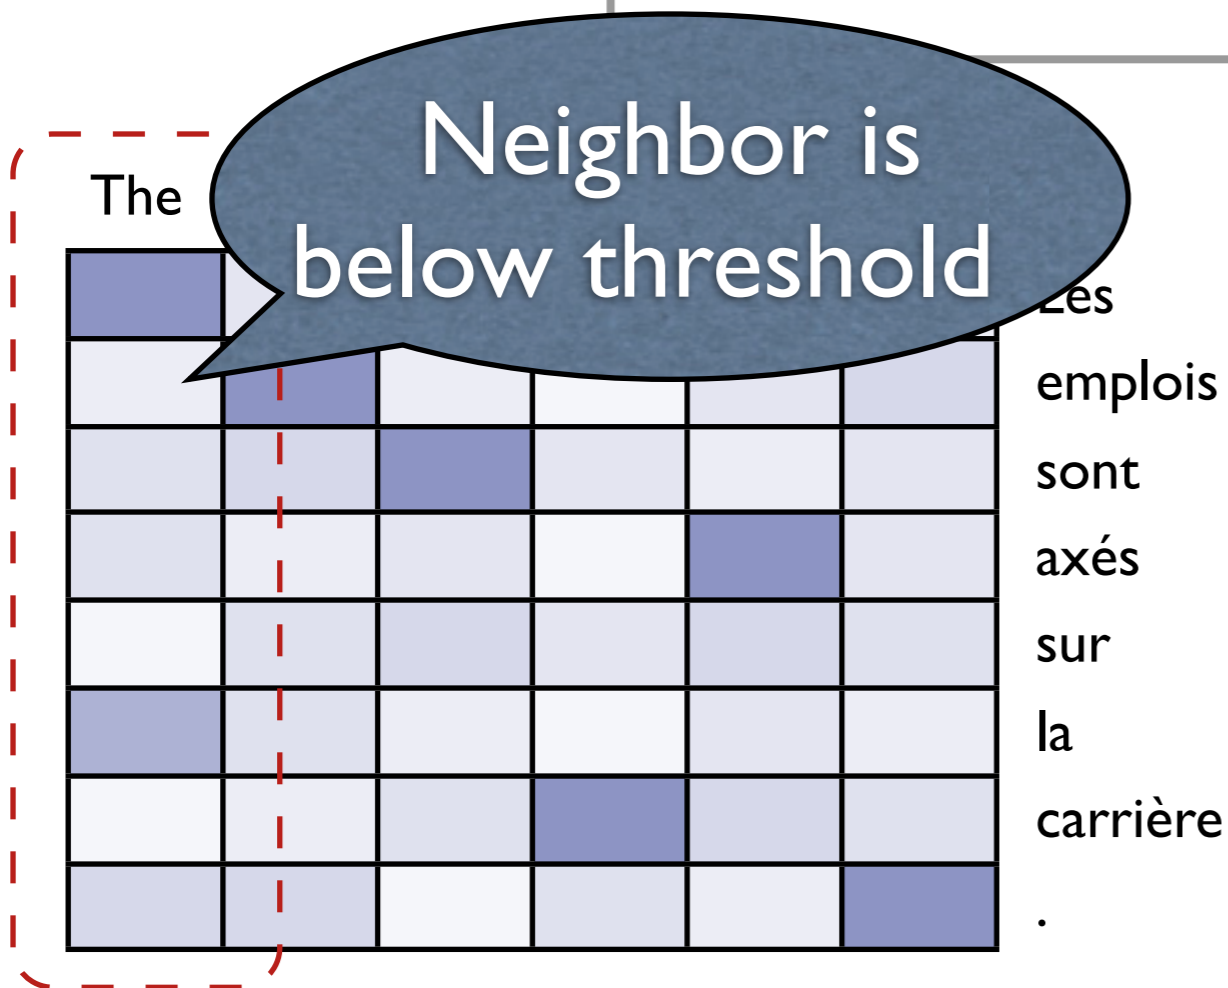 Neighbor is
below threshold
The
Les
emplois
sont
axés
sur
la
carrière
.